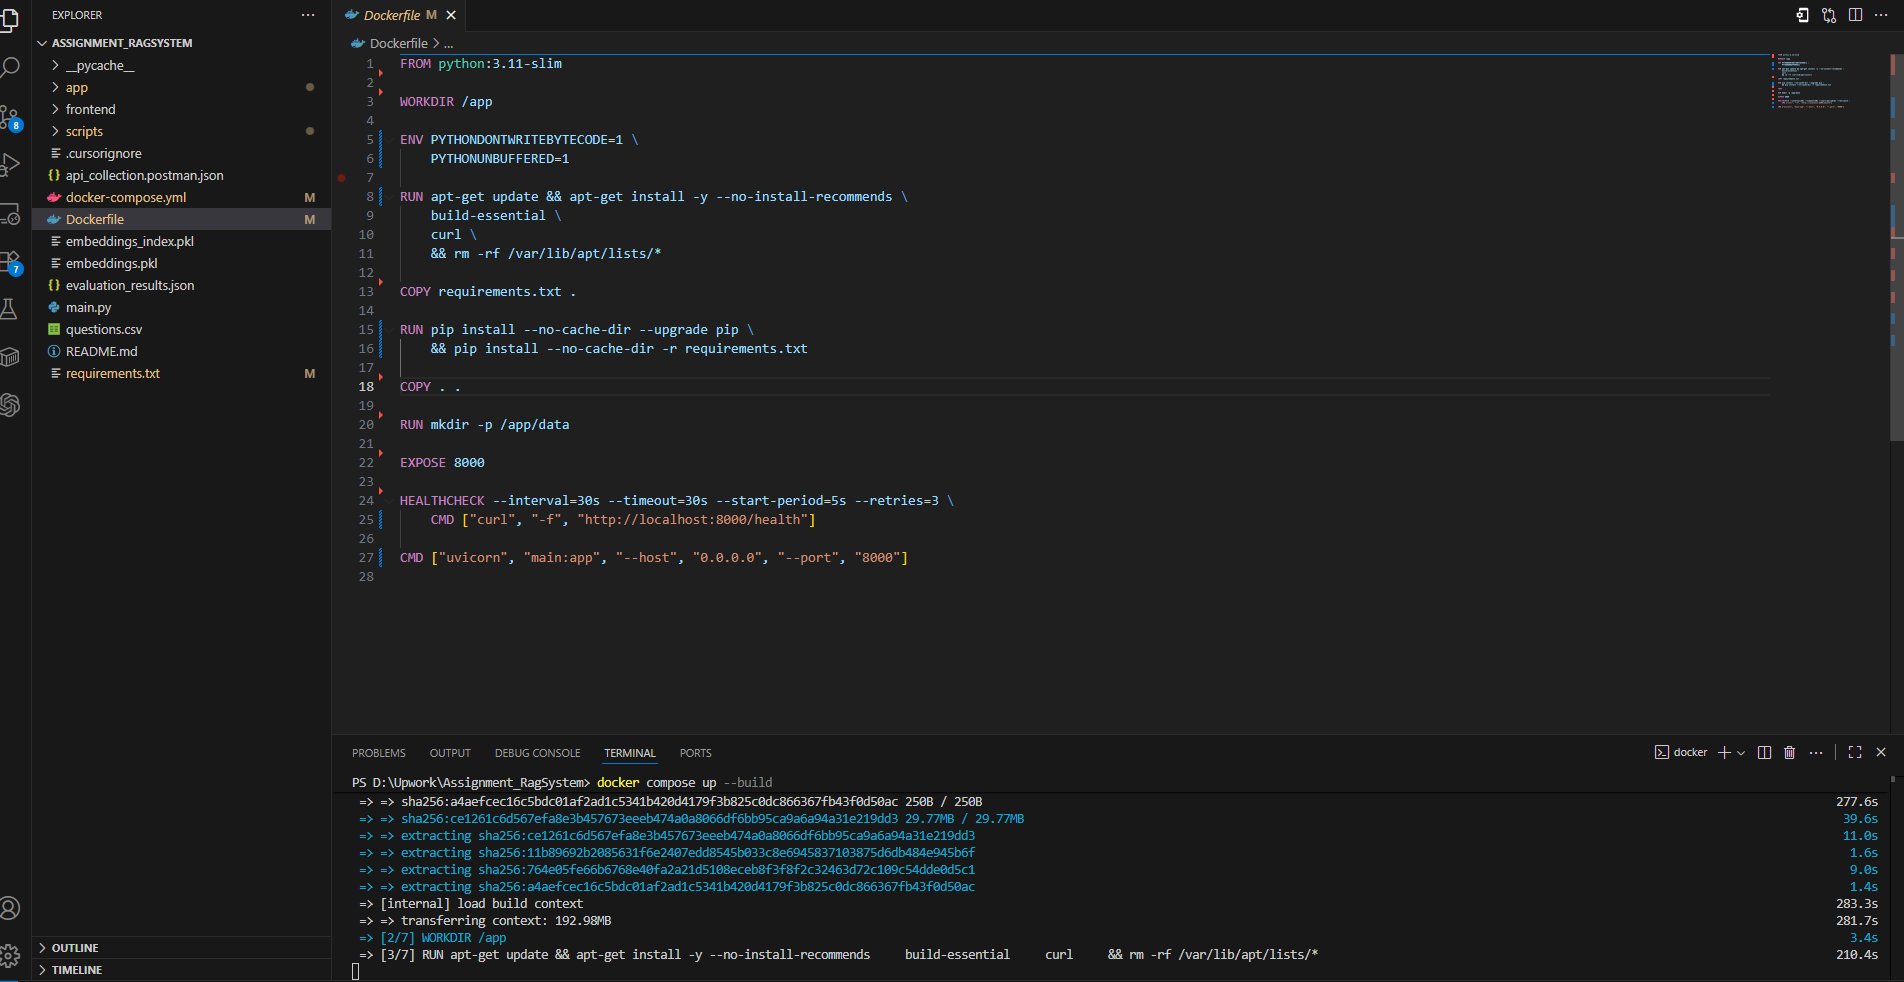 EXPLORER
ASSIGNMENT_RAGSYSTEM
__pycache__
app
frontend
scripts
.cursorignore
api_collection.postman.json
docker-compose.yml M
Dockerfile M
embeddings_index.pkl
embeddings.pkl
evaluation_results.json
main.py
questions.csv
README.md
requirements.txt M
OUTLINE
TIMELINE
8
7
Dockerfile M
Dockerfile > ...
1 FROM python:3.11-slim
2
3 WORKDIR /app
4
5 ENV PYTHONDONTWRITEBYTECODE=1 \
6 PYTHONUNBUFFERED=1
7
8 RUN apt-get update && apt-get install -y --no-install-recommends \
9 build-essential \
10 curl \
11 && rm -rf /var/lib/apt/lists/*
12
13 COPY requirements.txt .
14
15 RUN pip install --no-cache-dir --upgrade pip \
16 && pip install --no-cache-dir -r requirements.txt
17
18 COPY . .
19
20 RUN mkdir -p /app/data
21
22 EXPOSE 8000
23
24 HEALTHCHECK --interval=30s --timeout=30s --start-period=5s --retries=3 \
25 CMD ["curl", "-f", "http://localhost:8000/health"]
26
27 CMD ["uvicorn", "main:app", "--host", "0.0.0.0", "--port", "8000"]
28
PROBLEMS OUTPUT DEBUG CONSOLE TERMINAL PORTS
docker
PS D:\Upwork\Assignment_RagSystem> docker compose up --build
=> => sha256:a4aefcec16c5bdc01af2ad1c5341b420d4179f3b825c0dc866367fb43f0d50ac 250B / 250B 277.6s
=> => sha256:ce1261c6d567efa8e3b457673eeeb474a0a8066df6bb95ca9a6a94a31e219dd3 29.77MB / 29.77MB 39.6s
=> => extracting sha256:ce1261c6d567efa8e3b457673eeeb474a0a8066df6bb95ca9a6a94a31e219dd3 11.0s
=> => extracting sha256:11b89692b2085631f6e2407edd8545b033c8e6945837103875d6db484e945b6f 1.6s
=> => extracting sha256:764e05fe66b6768e40fa2a21d5108eceb8f3f8f2c32463d72c109c54dde0d5c1 9.0s
=> => extracting sha256:a4aefcec16c5bdc01af2ad1c5341b420d4179f3b825c0dc866367fb43f0d50ac 1.4s
=> [internal] load build context 283.3s
=> => transferring context: 192.98MB 281.7s
=> [2/7] WORKDIR /app 3.4s
=> [3/7] RUN apt-get update && apt-get install -y --no-install-recommends build-essential curl && rm -rf /var/lib/apt/lists/* 210.4s